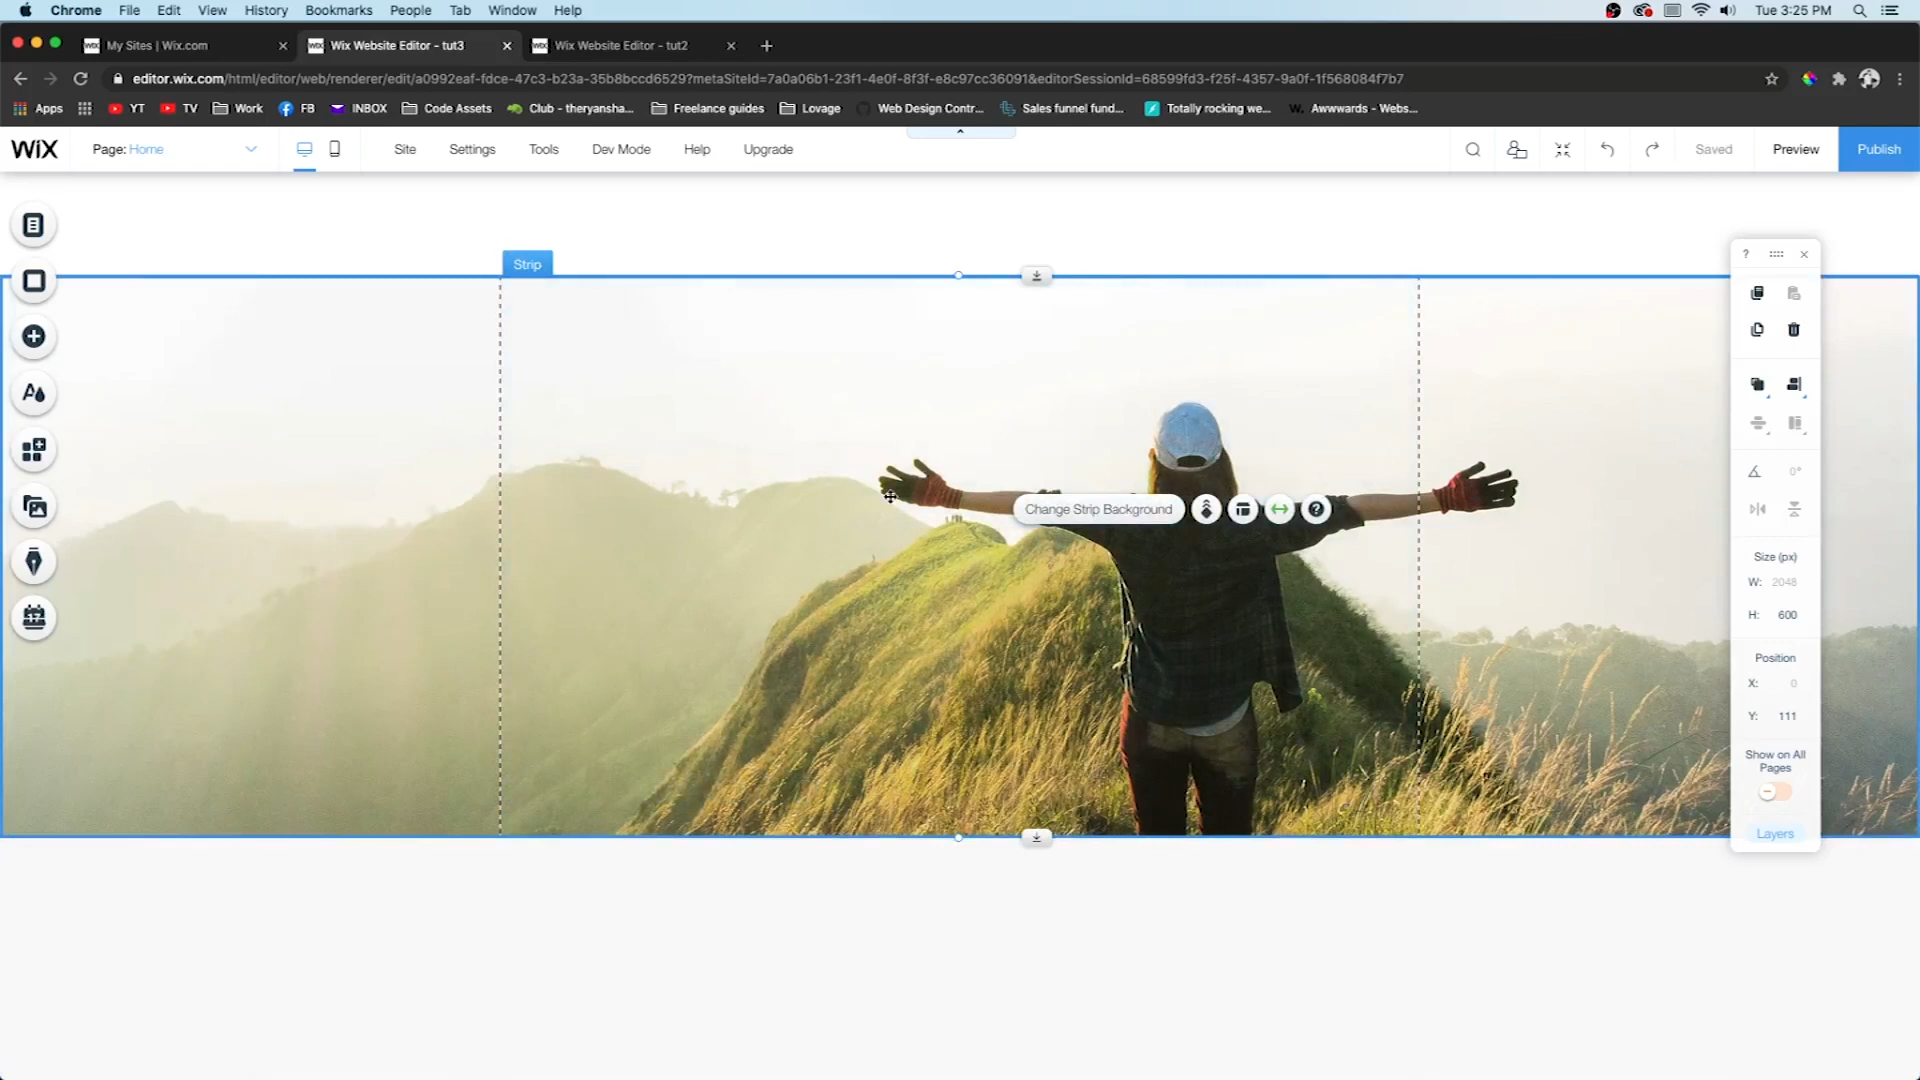 Chrome File Edit View History Bookmarks People Tab Window Help Tue 3:25 PM
My Sites | Wix.com Wix Website Editor - tut3 Wix Website Editor - tut2
editor.wix.com/html/editor/web/renderer/edit/a0992eaf-fdce-47c3-b23a-35b8bccd6529?metaSiteId=7a0a06b1-23f1-4e0f-8f3f-e8c97cc36091&editorSessionId=68599fd3-f25f-4357-9a0f-1f568084f7b7
Apps YT TV Work FB INBOX Code Assets Club - theryansha... Freelance guides Lovage Web Design Contr... Sales funnel fund... Totally rocking we... W. Awwwards - Webs...
WiX Page: Home Site Settings Tools Dev Mode Help Upgrade Saved Preview Publish
Strip
?
0°
Change Strip Background ?
Size (px)
W: 2048
H: 600
Position
X: 0
Y: 111
Show on All
Pages
Layers
17